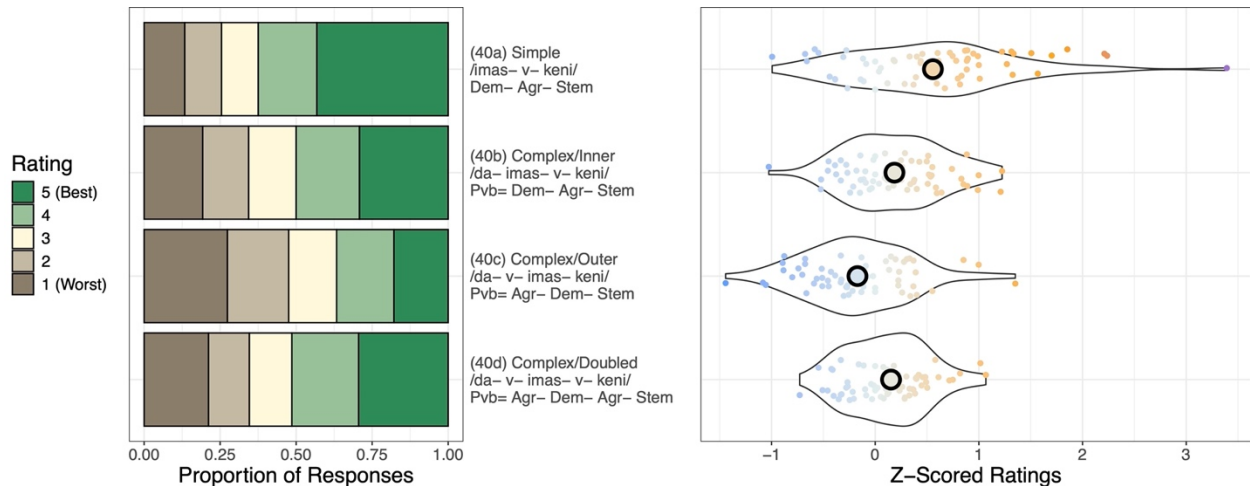 Rating
5 (Best)
4
3
2
1 (Worst)
(40a) Simple
/imas− v− keni/
Dem− Agr− Stem
(40b) Complex/Inner
/da− imas− v− keni/
Pvb= Dem− Agr− Stem
(40c) Complex/Outer
/da− v− imas− keni/
Pvb= Agr− Dem− Stem
(40d) Complex/Doubled
/da− v− imas− v− keni/
Pvb= Agr− Dem− Agr− Stem
0.00 0.25 0.50 0.75 1.00
Proportion of Responses
−1 0 1 2 3
Z−Scored Ratings